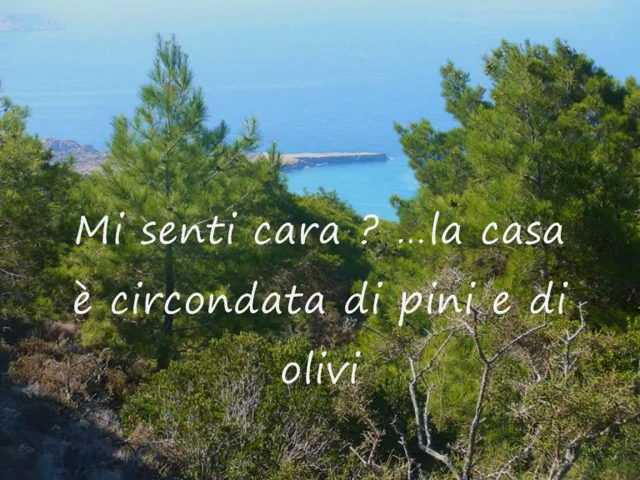 Mi senti cara ? ...la casa
è circondata di pini e di
olivi